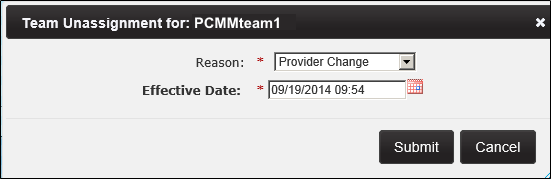 Team Unassignment for: PCMMteam1 ×
Reason: * Provider Change
Effective Date: * 09/19/2014 09:54
Submit Cancel